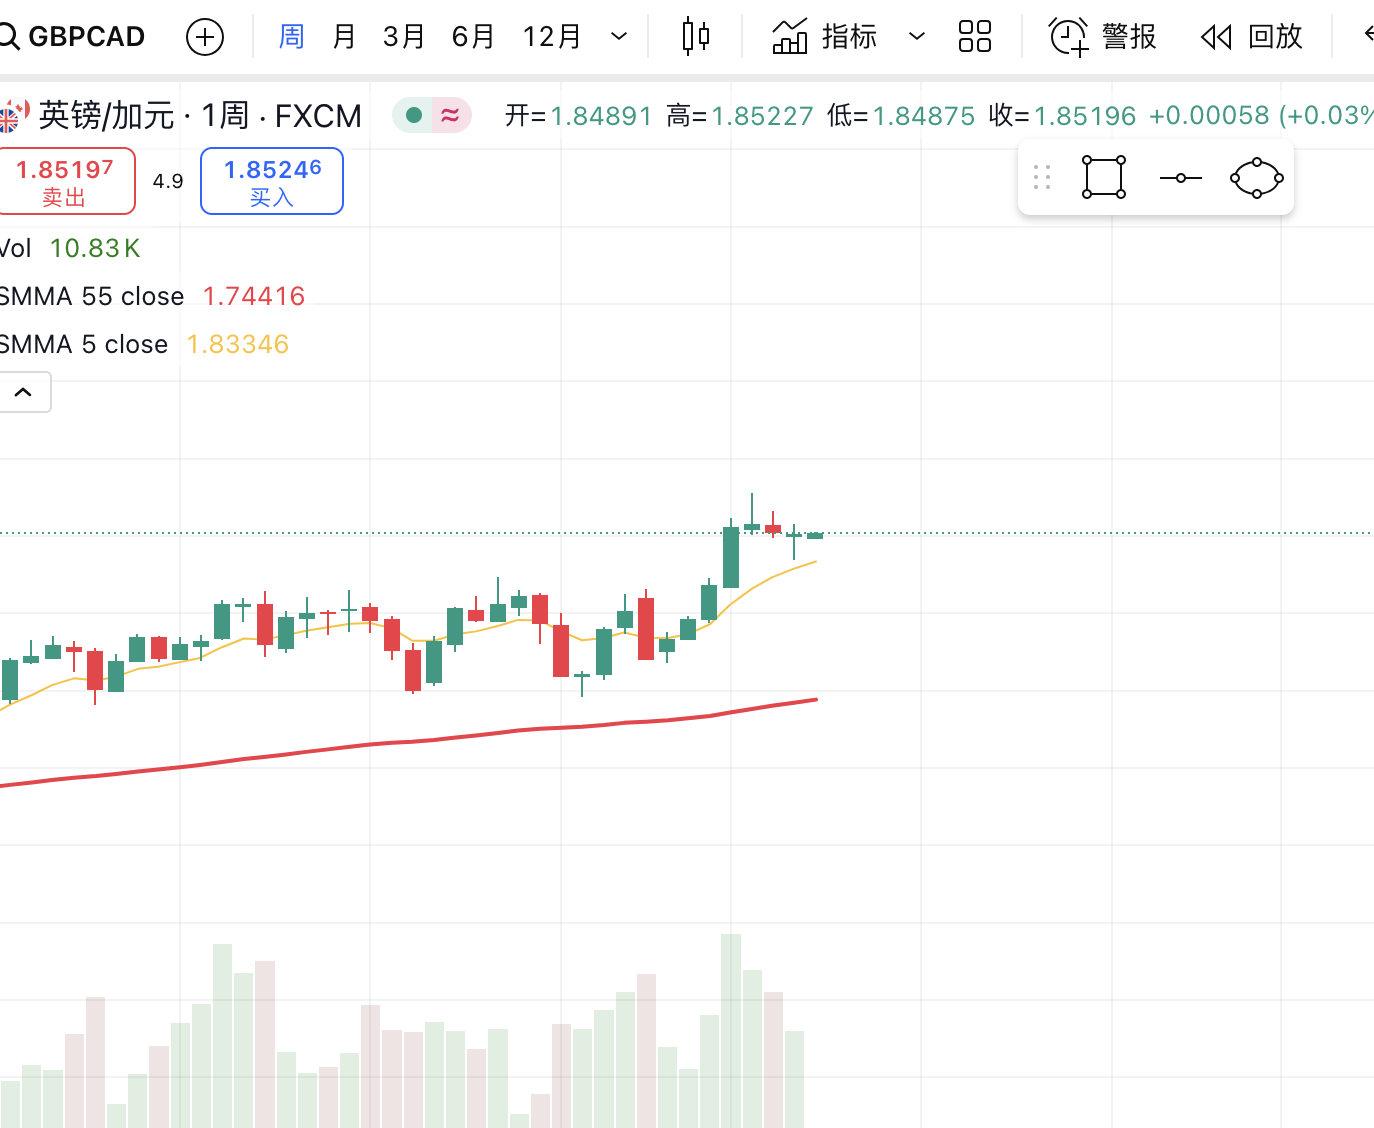 GBPCAD 周 月 3月 6月 12月 指标 警报 回放
英镑/加元 · 1周 · FXCM ≈ 开=1.84891 高=1.85227 低=1.84875 收=1.85196 +0.00058 (+0.03%
1.85197 4.9 1.85246
卖出 买入
Vol 10.83K
SMMA 55 close 1.74416
SMMA 5 close 1.83346